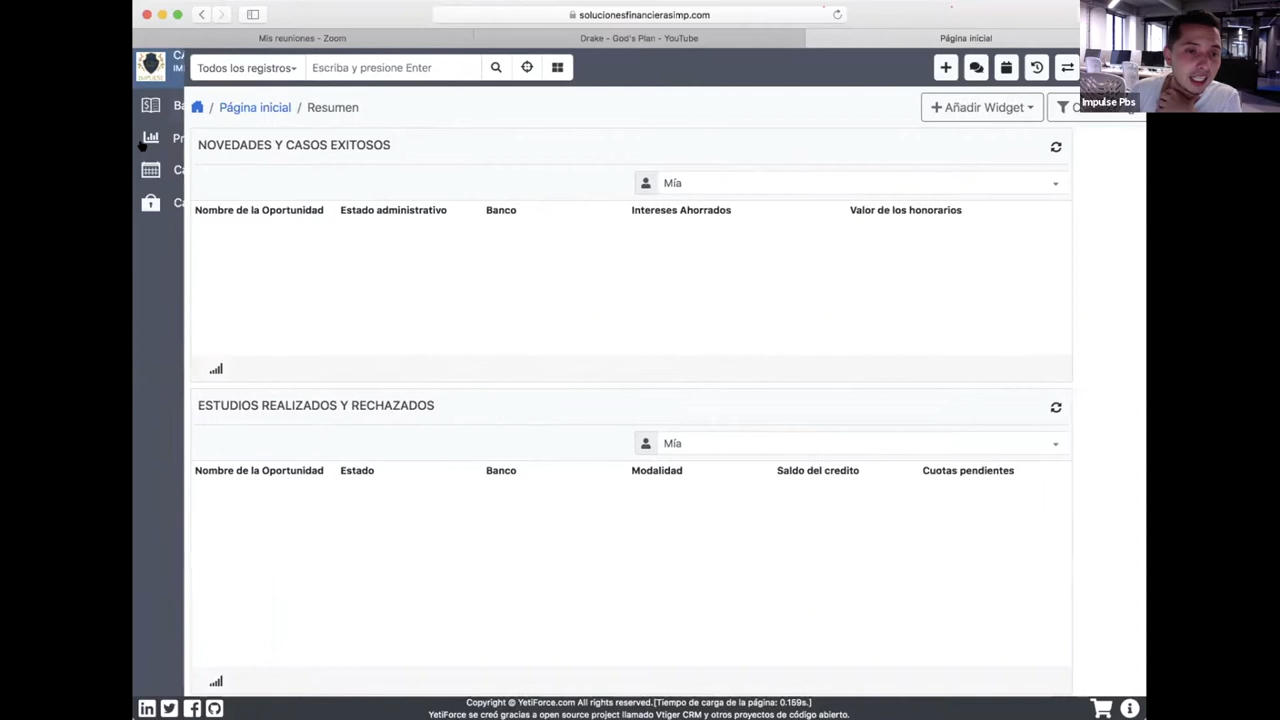 solucionesfinancierasimp.com
Mis reuniones - Zoom
Drake - God's Plan - YouTube
Página inicial
Todos los registros
Escriba y presione Enter
Impulse Pbs
Página inicial / Resumen
Añadir Widget
NOVEDADES Y CASOS EXITOSOS
Mía
Nombre de la Oportunidad
Estado administrativo
Banco
Intereses Ahorrados
Valor de los honorarios
ESTUDIOS REALIZADOS Y RECHAZADOS
Mía
Nombre de la Oportunidad
Estado
Banco
Modalidad
Saldo del credito
Cuotas pendientes
Copyright © YetiForce.com All rights reserved.[Tiempo de carga de la página: 0.159s.]
YetiForce se creó gracias a open source project llamado Vtiger CRM y otros proyectos de código abierto.